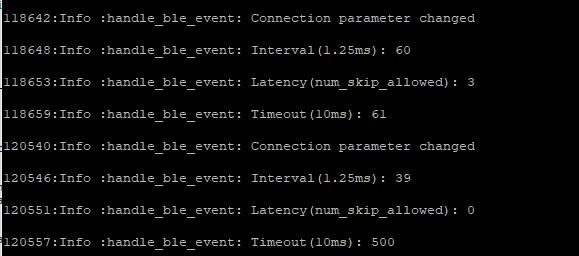 118642:Info :handle_ble_event: Connection parameter changed
118648:Info :handle_ble_event: Interval(1.25ms): 60
118653:Info :handle_ble_event: Latency(num_skip_allowed): 3
118659:Info :handle_ble_event: Timeout(10ms): 61
120540:Info :handle_ble_event: Connection parameter changed
120546:Info :handle_ble_event: Interval(1.25ms): 39
120551:Info :handle_ble_event: Latency(num_skip_allowed): 0
120557:Info :handle_ble_event: Timeout(10ms): 500